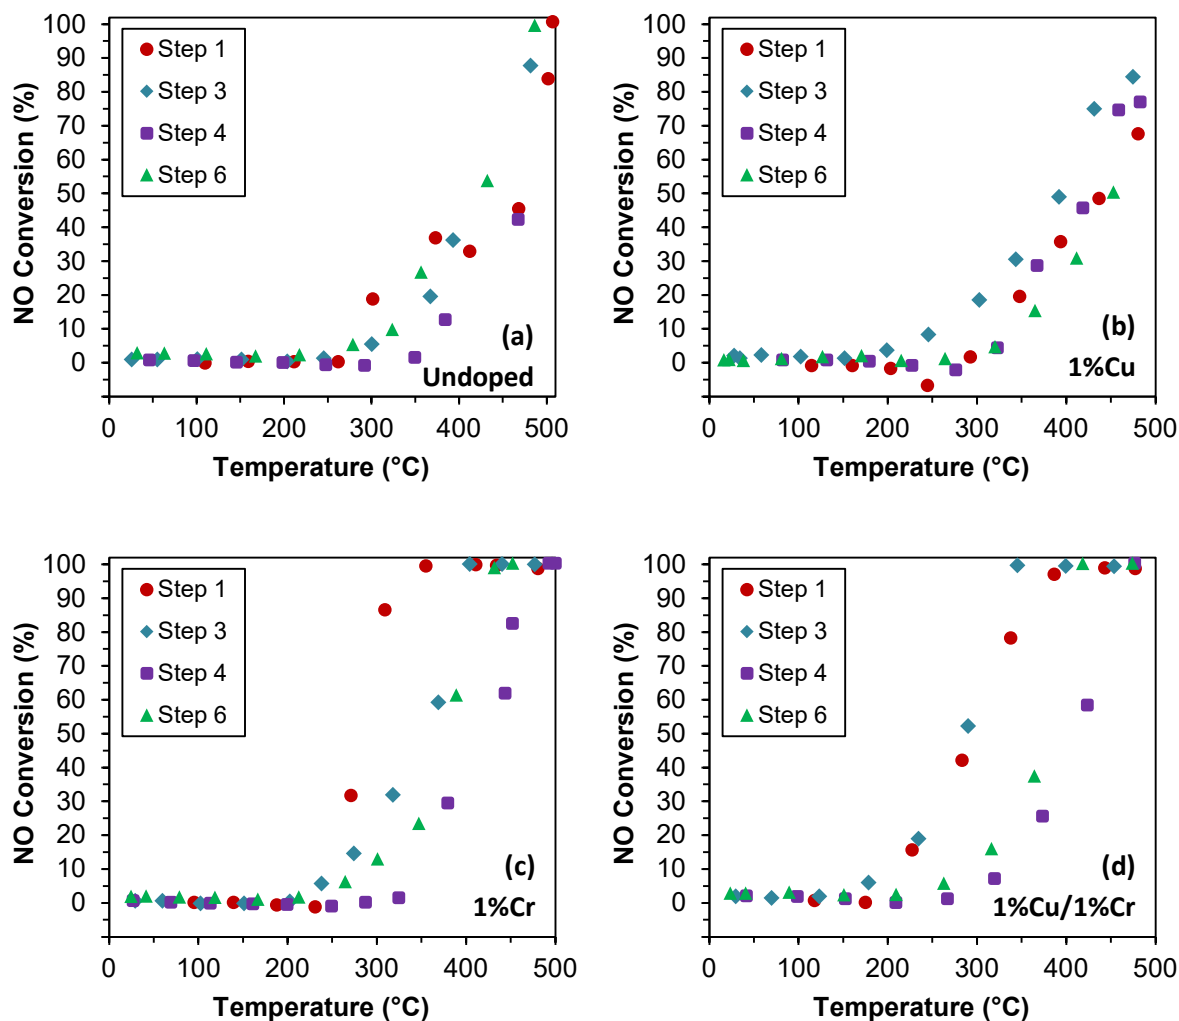 100
90
80
70
60
50
40
30
20
10
0
NO Conversion (%)
Step 1
Step 3
Step 4
Step 6
(a)
Undoped
0 100 200 300 400 500
Temperature (°C)
100
90
80
70
60
50
40
30
20
10
0
NO Conversion (%)
Step 1
Step 3
Step 4
Step 6
(b)
1%Cu
0 100 200 300 400 500
Temperature (°C)
100
90
80
70
60
50
40
30
20
10
0
NO Conversion (%)
Step 1
Step 3
Step 4
Step 6
(c)
1%Cr
0 100 200 300 400 500
Temperature (°C)
100
90
80
70
60
50
40
30
20
10
0
NO Conversion (%)
Step 1
Step 3
Step 4
Step 6
(d)
1%Cu/1%Cr
0 100 200 300 400 500
Temperature (°C)